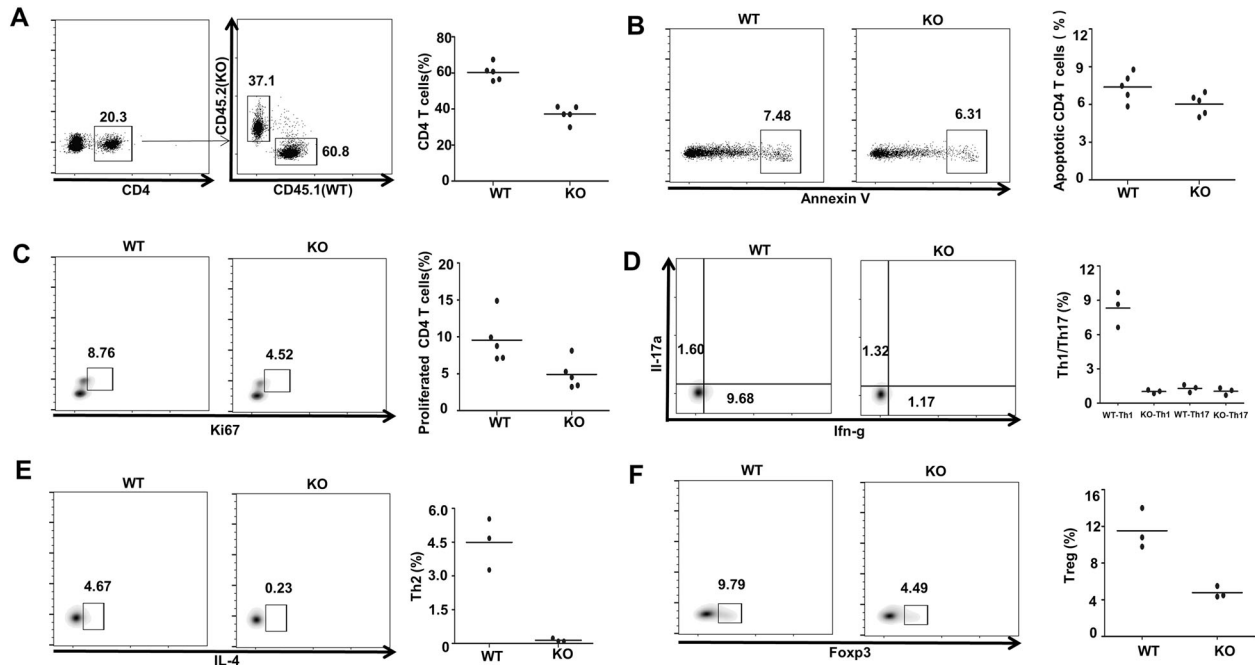 A
20.3
CD4
CD45.2(KO)
37.1
60.8
CD45.1(WT)
CD4 T cells(%)
80
60
40
20
0
WT
KO
B
WT
KO
7.48
6.31
Annexin V
Apoptotic CD4 T cells ( % )
12
9
6
3
0
WT
KO
C
WT
KO
8.76
4.52
Ki67
Proliferated CD4 T cells(%)
20
15
10
5
0
WT
KO
D
WT
KO
Il-17a
1.60
9.68
1.32
1.17
Ifn-g
Th1/Th17 (%)
12
9
6
3
0
WT-Th1
KO-Th1
WT-Th17
KO-Th17
E
WT
KO
4.67
0.23
IL-4
Th2 (%)
6.0
4.5
3.0
1.5
0
WT
KO
F
WT
KO
9.79
4.49
Foxp3
Treg (%)
16
12
8
4
0
WT
KO